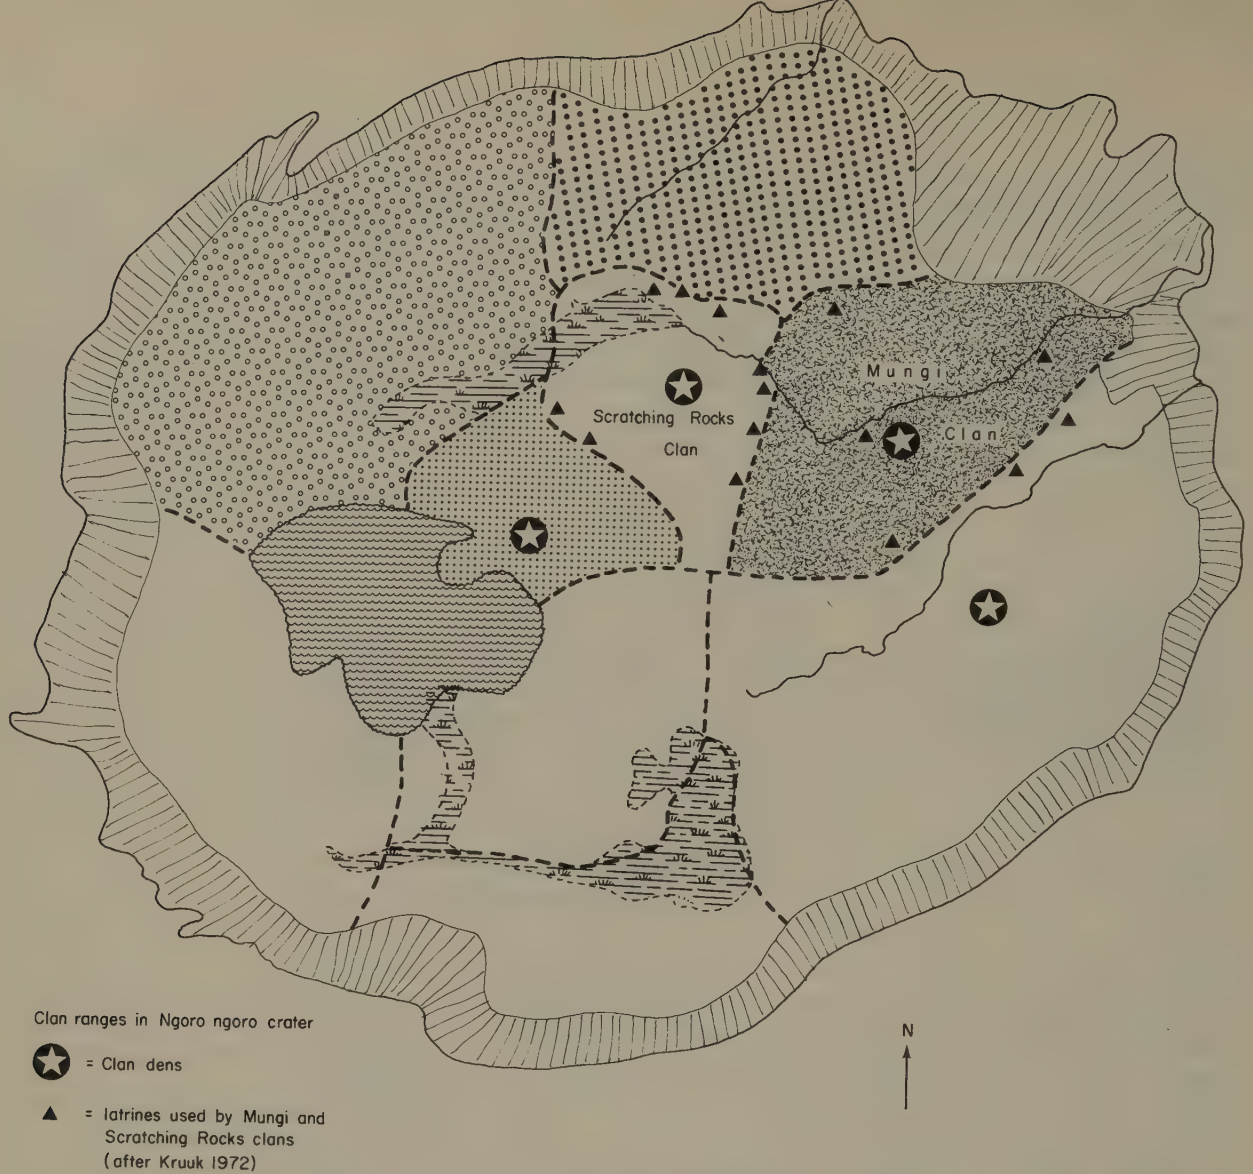 Mungi
Clan
Scratching Rocks
Clan
Clan ranges in Ngoro ngoro crater
= Clan dens
N
= latrines used by Mungi and
Scratching Rocks clans
(after Kruuk 1972)